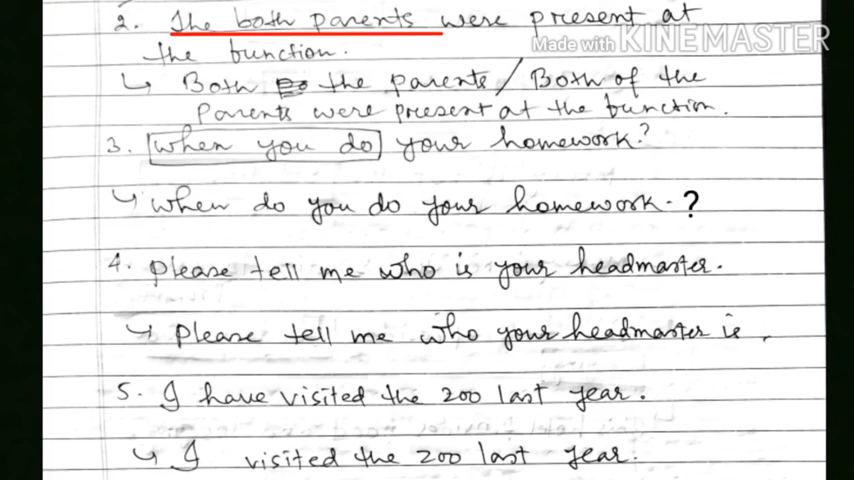 2. The both parents were present at
Made with KINEMASTER
the function.
↳ Both the parents / Both of the
Parents were present at the function.
3. when you do your homework?
↳ when do you do your homework. ?
4. please tell me who is your headmaster.
↳ please tell me who your headmaster is.
5. I have visited the zoo last year.
↳ I visited the zoo last year.